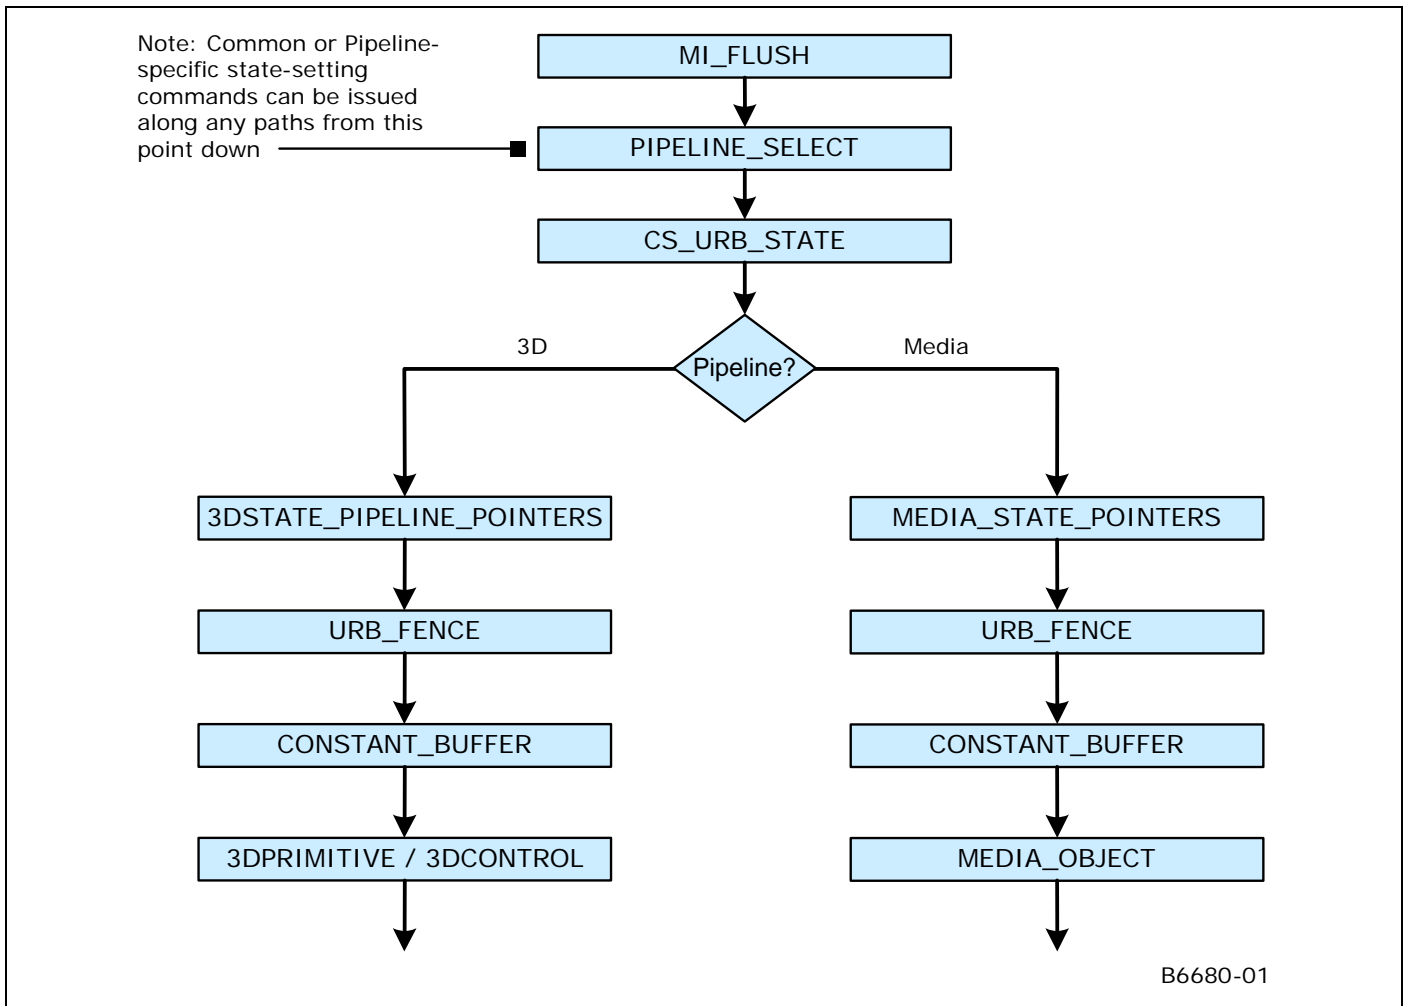 Note: Common or Pipeline-
specific state-setting
commands can be issued
along any paths from this
point down
MI_FLUSH
PIPELINE_SELECT
CS_URB_STATE
Pipeline?
3D
Media
3DSTATE_PIPELINE_POINTERS
URB_FENCE
CONSTANT_BUFFER
3DPRIMITIVE / 3DCONTROL
MEDIA_STATE_POINTERS
URB_FENCE
CONSTANT_BUFFER
MEDIA_OBJECT
B6680-01